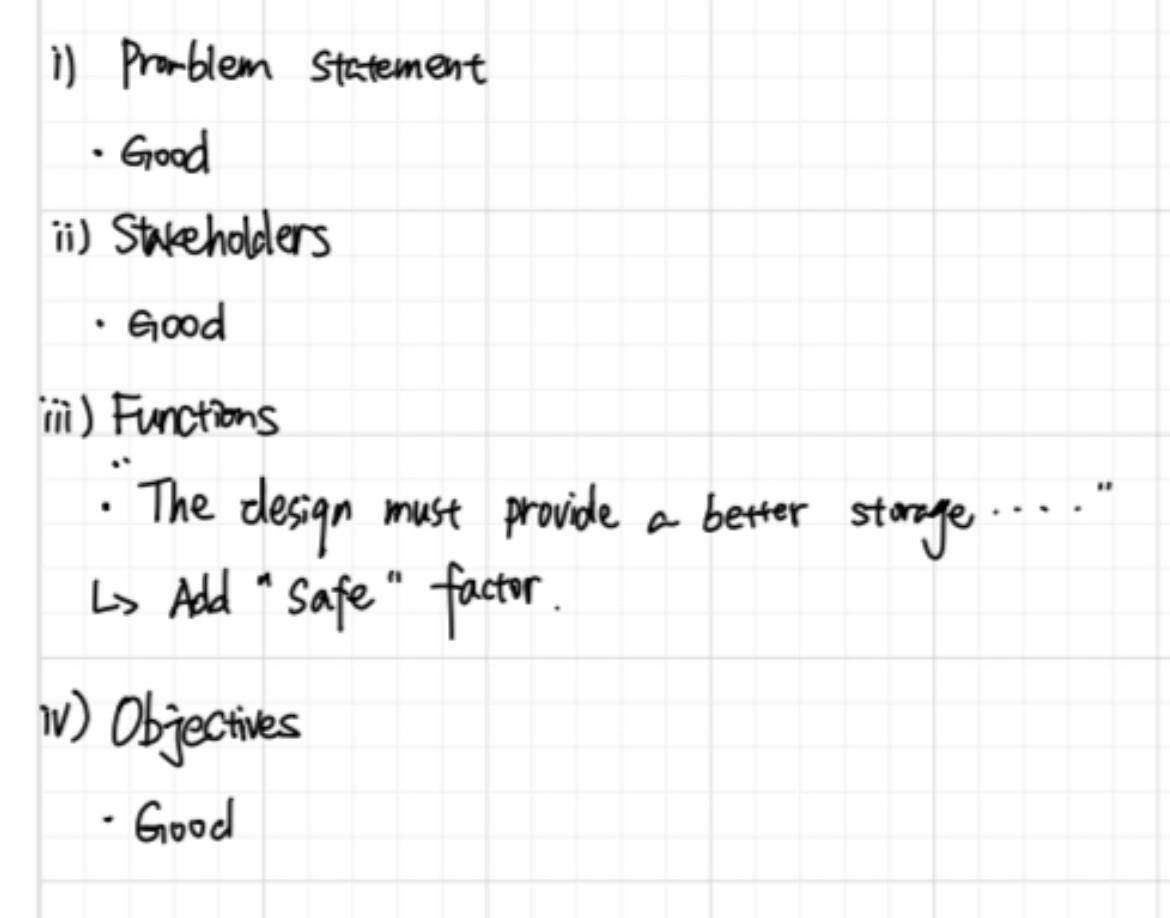 i) Problem statement
· Good
ii) Stakeholders
· Good
iii) Functions
· "The design must provide a better storage ····"
↳ Add "safe" factor.
iv) Objectives
· Good